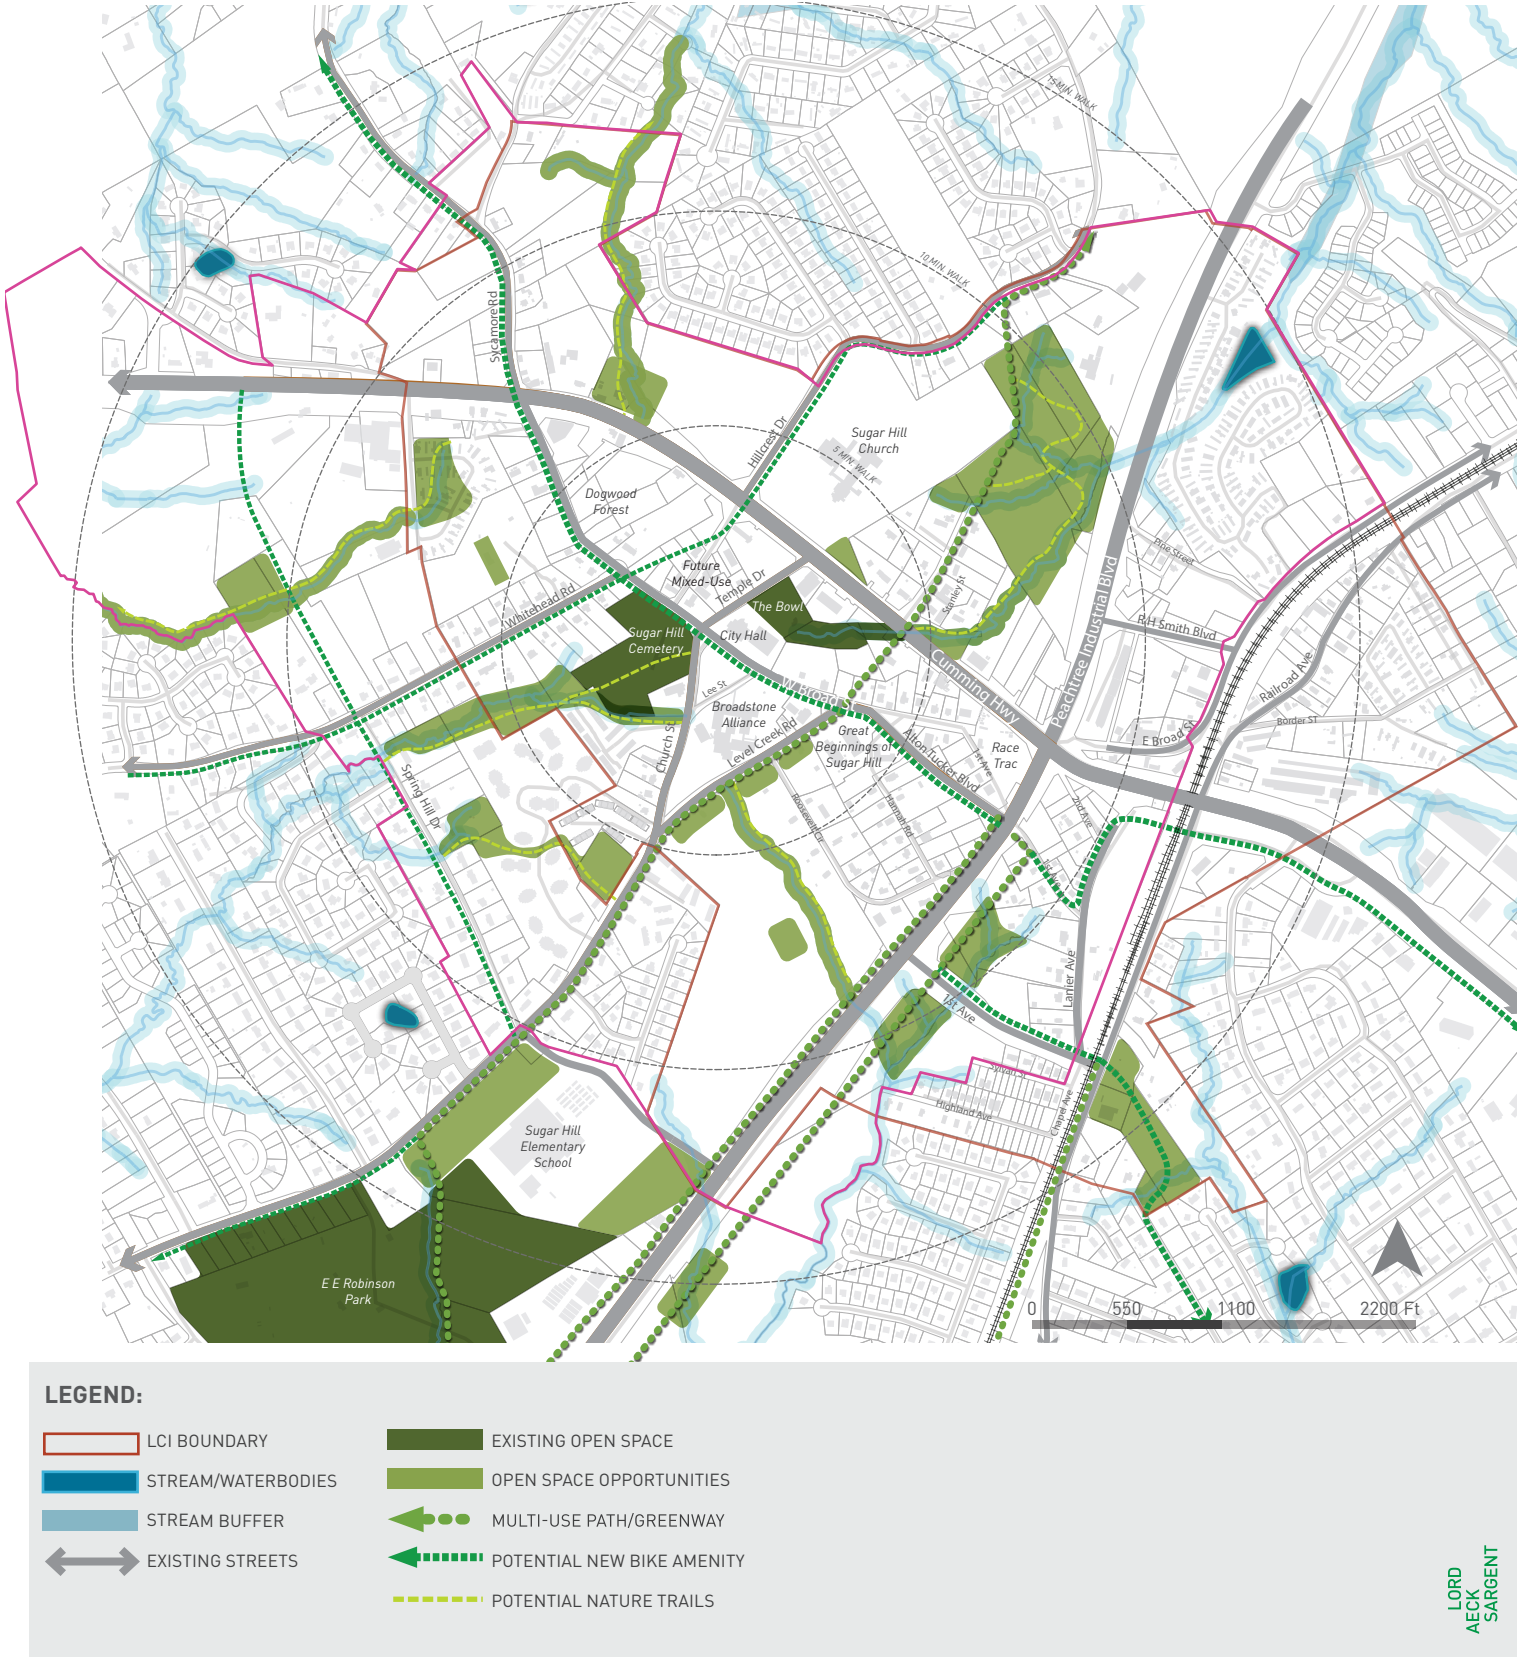 15 MIN. WALK
10 MIN. WALK
Sycamore Rd
Hillcrest Dr
Sugar Hill
Church
5 MIN. WALK
Dogwood
Forest
Future
Mixed-Use
Temple Dr
Pine Street
Stanley St
Whitehead Rd
The Bowl
Sugar Hill
Cemetery
City Hall
R H Smith Blvd
Peachtree Industrial Blvd
Cumming Hwy
Railroad Ave
Lee St
W Broad St
Broadstone
Alliance
Border ST
E Broad ST
Church St
Level Creek Rd
Great
Beginnings of
Sugar Hill
Alton Tucker Blvd
1st Ave
Race
Trac
Spring Hill Dr
Roosevelt Cir
Hannah Rd
2nd Ave
1st Ave
Lanier Ave
1st Ave
Sylvan St
Highland Ave
Chapel Ave
Sugar Hill
Elementary
School
E E Robinson
Park
0 550 1100 2200 Ft
LEGEND:
LCI BOUNDARY
STREAM/WATERBODIES
STREAM BUFFER
EXISTING STREETS
EXISTING OPEN SPACE
OPEN SPACE OPPORTUNITIES
MULTI-USE PATH/GREENWAY
POTENTIAL NEW BIKE AMENITY
POTENTIAL NATURE TRAILS
LORD
AECK
SARGENT